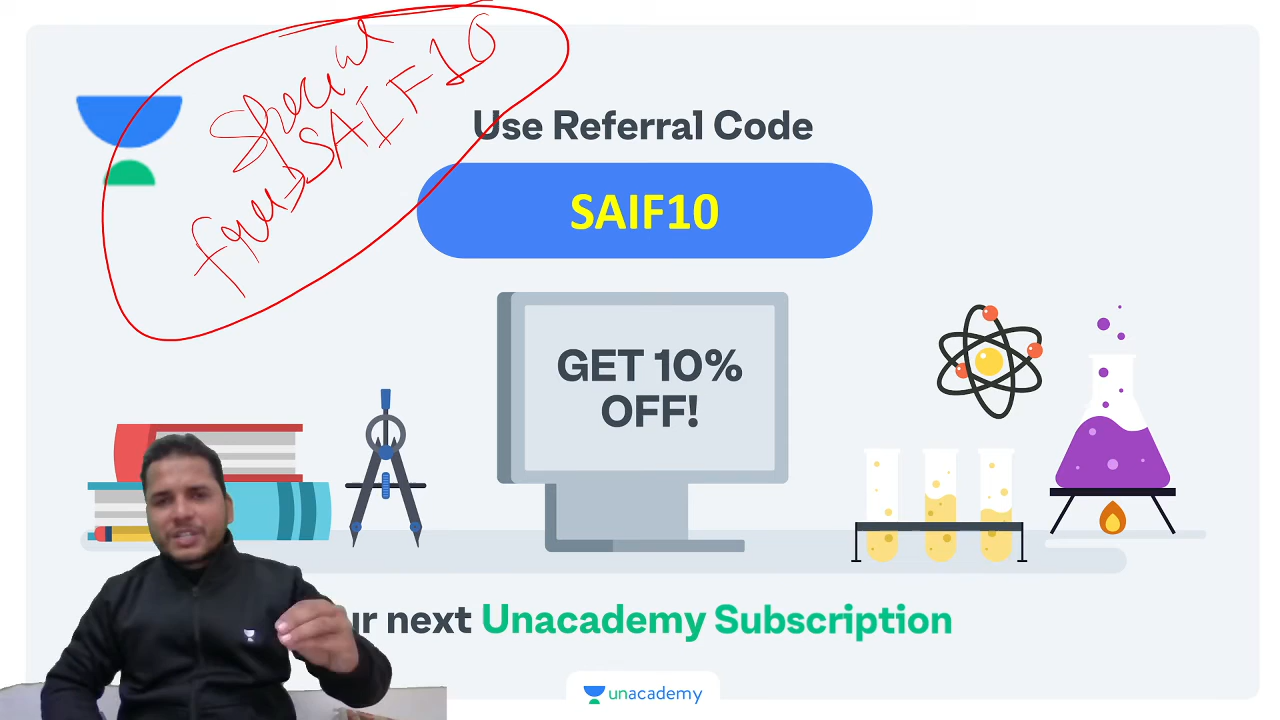 Special
free SAIF10
Use Referral Code
SAIF10
GET 10%
OFF!
ur next Unacademy Subscription
unacademy